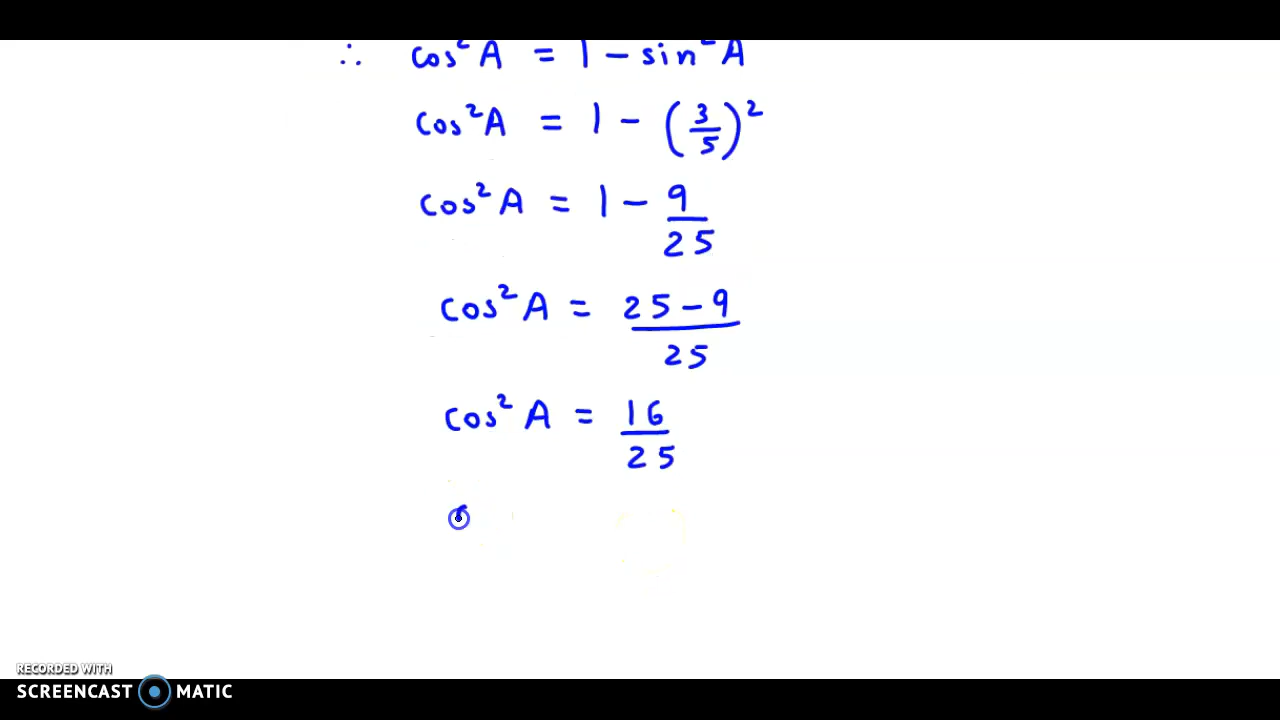 ∴ cos²A = 1 − sin²A
cos²A = 1 − (3/5)²
cos²A = 1 − 9/25
cos²A = 25 − 9/25
cos²A = 16/25
RECORDED WITH
SCREENCAST MATIC